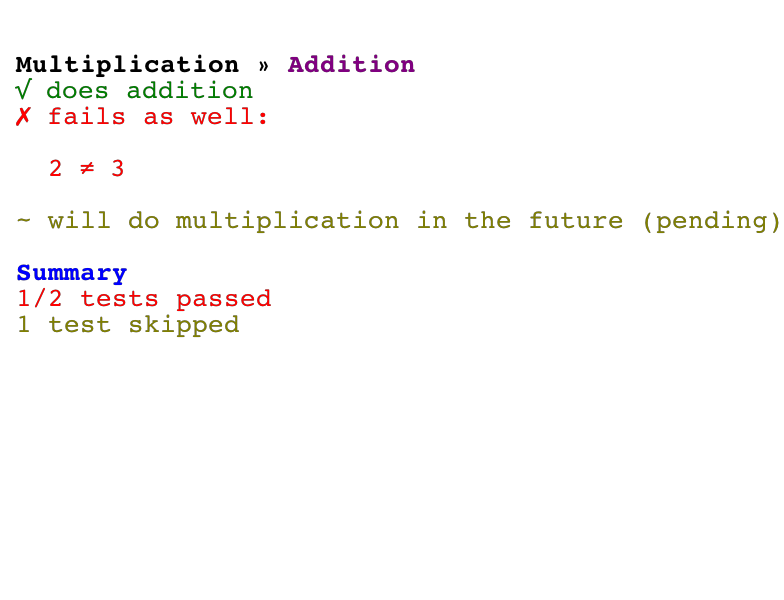 Multiplication » Addition
√ does addition
✗ fails as well:
2 ≠ 3
~ will do multiplication in the future (pending)
Summary
1/2 tests passed
1 test skipped